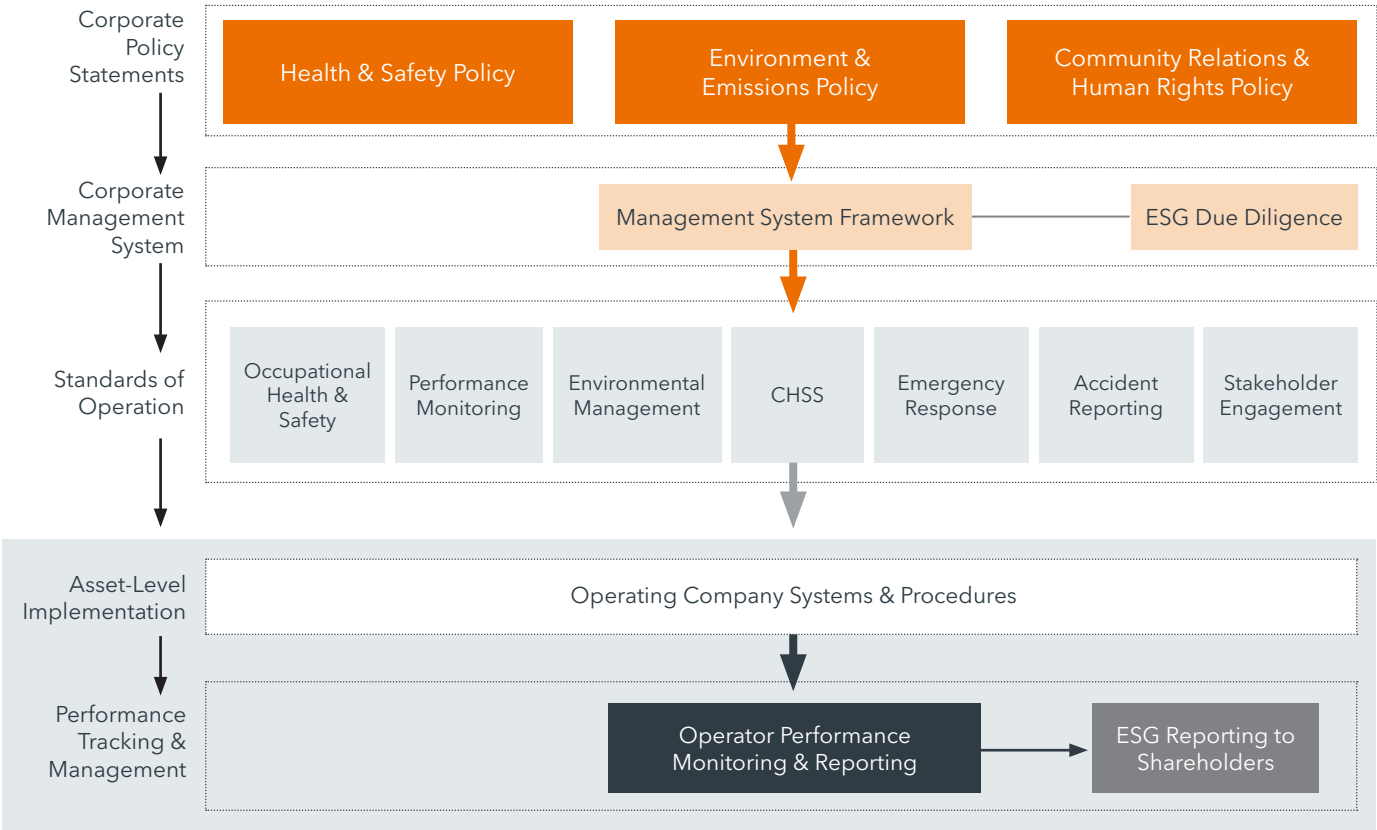 Corporate
Policy
Statements
Health & Safety Policy
Environment &
Emissions Policy
Community Relations &
Human Rights Policy
Corporate
Management
System
Management System Framework
ESG Due Diligence
Standards of
Operation
Occupational
Health &
Safety
Performance
Monitoring
Environmental
Management
CHSS
Emergency
Response
Accident
Reporting
Stakeholder
Engagement
Asset-Level
Implementation
Operating Company Systems & Procedures
Performance
Tracking &
Management
Operator Performance
Monitoring & Reporting
ESG Reporting to
Shareholders